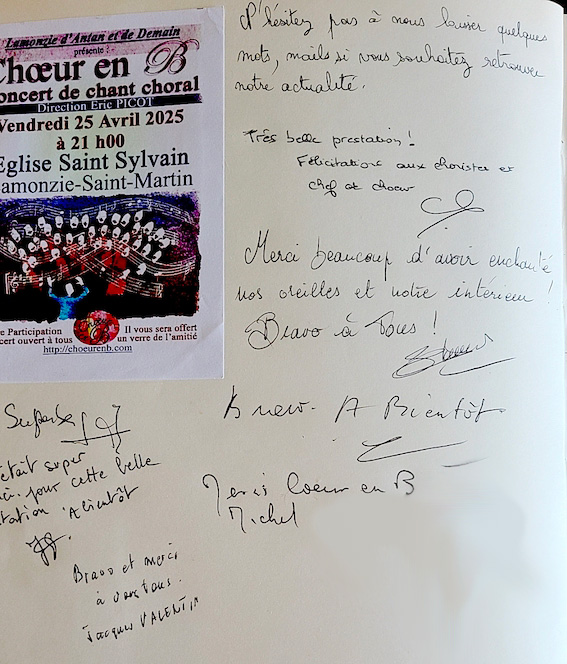 Lamonzie d'Antan et de Demain
présente :
Chœur en B
concert de chant choral
Direction Eric PICOT
Vendredi 25 Avril 2025
à 21 h00
Eglise Saint Sylvain
Lamonzie-Saint-Martin
e Participation
cert ouvert à tous
Il vous sera offert
un verre de l'amitié
http://choeurenb.com
N'hésitez pas à nous laisser quelques
mots, mails si vous souhaitez retrouver
notre actualité.
Très belle prestation !
Félicitations aux choristes et
chef de choeur
Merci beaucoup d'avoir enchanté
nos oreilles et notre intérieur !
Bravo à Tous !
A Bientôt
Merci Coeur en B
Michel
Superbe
était super
ci. pour cette belle
tation. A bientôt
Bravo et merci
à vous tous.
Jacques VALENTIN